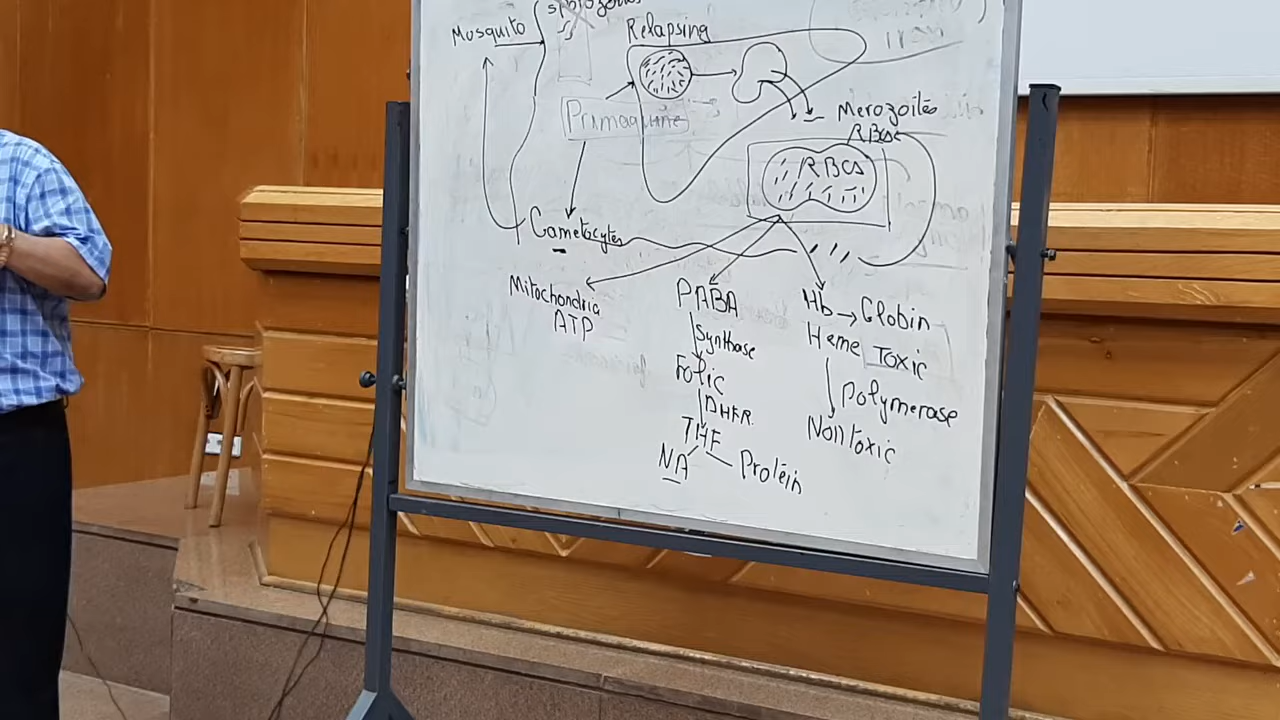 Mosquito
Relapsing
Primaquine
Merozoites
RBCs
RBCs
Gametocytes
Mitochondria
ATP
PABA
Synthase
Folic
DHFR
THF
NA
Protein
Hb → Globin
Heme Toxic
Polymerase
Non toxic